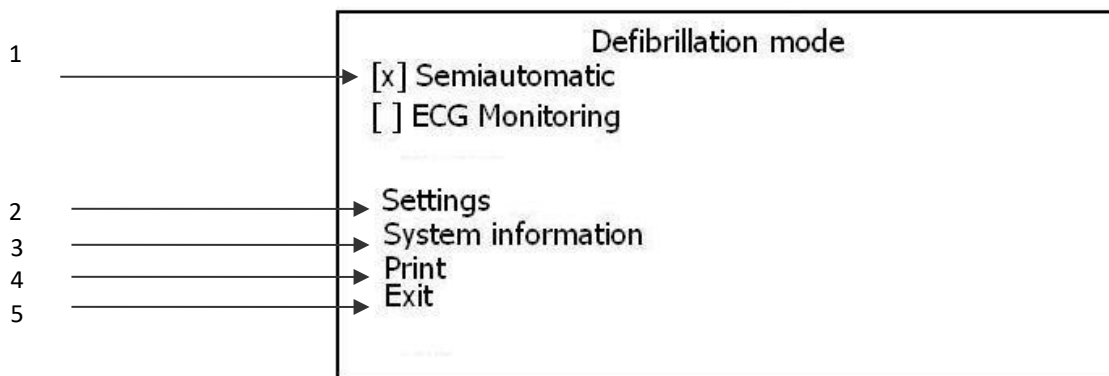 Defibrillation mode
1 [x] Semiautomatic
[ ] ECG Monitoring
2 Settings
3 System information
4 Print
5 Exit